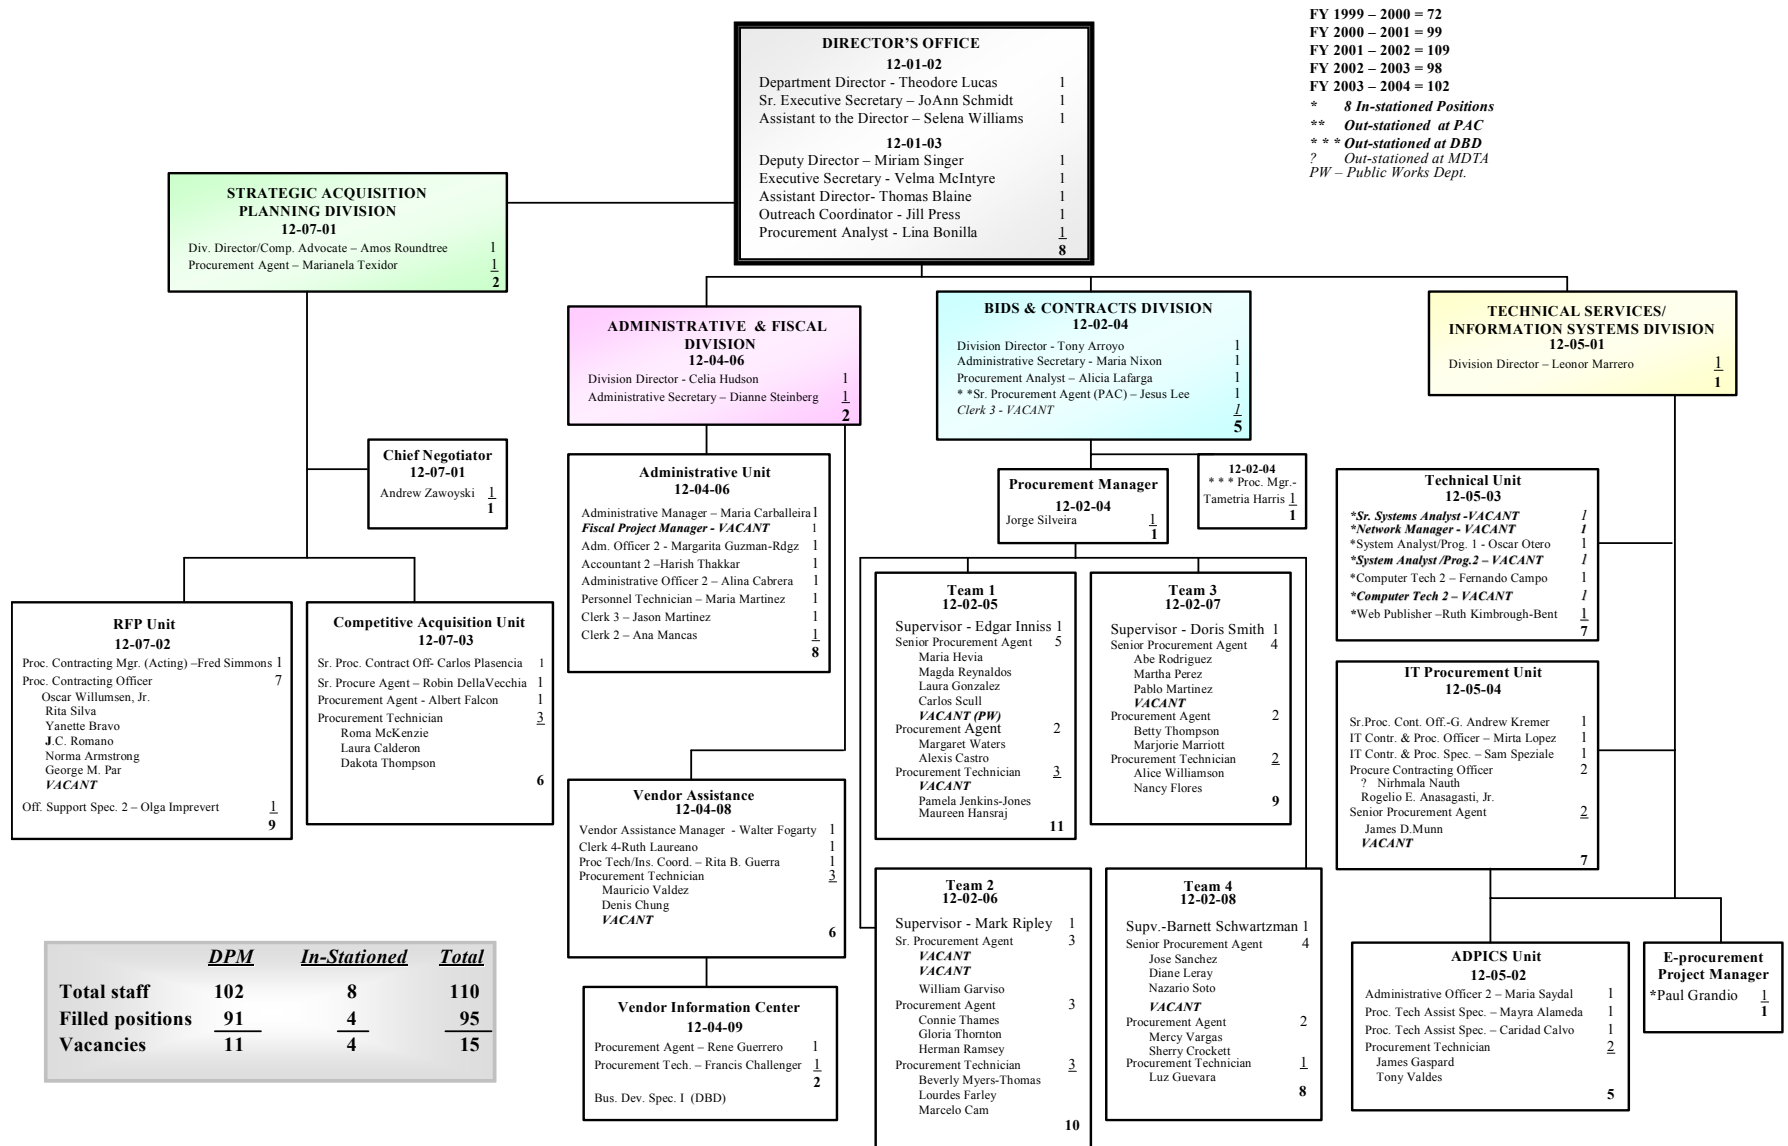 FY 1999 – 2000 = 72
FY 2000 – 2001 = 99
FY 2001 – 2002 = 109
FY 2002 – 2003 = 98
FY 2003 – 2004 = 102
* 8 In-stationed Positions
** Out-stationed at PAC
* * * Out-stationed at DBD
? Out-stationed at MDTA
PW – Public Works Dept.
DIRECTOR'S OFFICE
12-01-02
Department Director - Theodore Lucas 1
Sr. Executive Secretary – JoAnn Schmidt 1
Assistant to the Director – Selena Williams 1
12-01-03
Deputy Director – Miriam Singer 1
Executive Secretary - Velma McIntyre 1
Assistant Director- Thomas Blaine 1
Outreach Coordinator - Jill Press 1
Procurement Analyst - Lina Bonilla 1
8
STRATEGIC ACQUISITION
PLANNING DIVISION
12-07-01
Div. Director/Comp. Advocate – Amos Roundtree 1
Procurement Agent – Marianela Texidor 1
2
ADMINISTRATIVE & FISCAL
DIVISION
12-04-06
Division Director - Celia Hudson 1
Administrative Secretary – Dianne Steinberg 1
2
BIDS & CONTRACTS DIVISION
12-02-04
Division Director - Tony Arroyo 1
Administrative Secretary - Maria Nixon 1
Procurement Analyst – Alicia Lafarga 1
* *Sr. Procurement Agent (PAC) – Jesus Lee 1
Clerk 3 - VACANT 1
5
TECHNICAL SERVICES/
INFORMATION SYSTEMS DIVISION
12-05-01
Division Director – Leonor Marrero 1
1
Chief Negotiator
12-07-01
Andrew Zawoyski 1
1
Administrative Unit
12-04-06
Administrative Manager – Maria Carballeira 1
Fiscal Project Manager - VACANT 1
Adm. Officer 2 - Margarita Guzman-Rdgz 1
Accountant 2 –Harish Thakkar 1
Administrative Officer 2 – Alina Cabrera 1
Personnel Technician – Maria Martinez 1
Clerk 3 – Jason Martinez 1
Clerk 2 – Ana Mancas 1
8
Procurement Manager
12-02-04
Jorge Silveira 1
1
12-02-04
* * * Proc. Mgr.-
Tametria Harris 1
1
Technical Unit
12-05-03
*Sr. Systems Analyst -VACANT 1
*Network Manager - VACANT 1
*System Analyst/Prog. 1 - Oscar Otero 1
*System Analyst /Prog.2 – VACANT 1
*Computer Tech 2 – Fernando Campo 1
*Computer Tech 2 – VACANT 1
*Web Publisher –Ruth Kimbrough-Bent 1
7
RFP Unit
12-07-02
Proc. Contracting Mgr. (Acting) –Fred Simmons 1
Proc. Contracting Officer 7
Oscar Willumsen, Jr.
Rita Silva
Yanette Bravo
J.C. Romano
Norma Armstrong
George M. Par
VACANT
Off. Support Spec. 2 – Olga Imprevert 1
9
Competitive Acquisition Unit
12-07-03
Sr. Proc. Contract Off- Carlos Plasencia 1
Sr. Procure Agent – Robin DellaVecchia 1
Procurement Agent - Albert Falcon 1
Procurement Technician 3
Roma McKenzie
Laura Calderon
Dakota Thompson
6
Team 1
12-02-05
Supervisor - Edgar Inniss 1
Senior Procurement Agent 5
Maria Hevia
Magda Reynaldos
Laura Gonzalez
Carlos Scull
VACANT (PW)
Procurement Agent 2
Margaret Waters
Alexis Castro
Procurement Technician 3
VACANT
Pamela Jenkins-Jones
Maureen Hansraj
11
Team 3
12-02-07
Supervisor - Doris Smith 1
Senior Procurement Agent 4
Abe Rodriguez
Martha Perez
Pablo Martinez
VACANT
Procurement Agent 2
Betty Thompson
Marjorie Marriott
Procurement Technician 2
Alice Williamson
Nancy Flores
9
IT Procurement Unit
12-05-04
Sr.Proc. Cont. Off.-G. Andrew Kremer 1
IT Contr. & Proc. Officer – Mirta Lopez 1
IT Contr. & Proc. Spec. – Sam Speziale 1
Procure Contracting Officer 2
? Nirhmala Nauth
Rogelio E. Anasagasti, Jr.
Senior Procurement Agent 2
James D.Munn
VACANT
7
Vendor Assistance
12-04-08
Vendor Assistance Manager - Walter Fogarty 1
Clerk 4-Ruth Laureano 1
Proc Tech/Ins. Coord. – Rita B. Guerra 1
Procurement Technician 3
Mauricio Valdez
Denis Chung
VACANT
6
Team 2
12-02-06
Supervisor - Mark Ripley 1
Sr. Procurement Agent 3
VACANT
VACANT
William Garviso
Procurement Agent 3
Connie Thames
Gloria Thornton
Herman Ramsey
Procurement Technician 3
Beverly Myers-Thomas
Lourdes Farley
Marcelo Cam
10
Team 4
12-02-08
Supv.-Barnett Schwartzman 1
Senior Procurement Agent 4
Jose Sanchez
Diane Leray
Nazario Soto
VACANT
Procurement Agent 2
Mercy Vargas
Sherry Crockett
Procurement Technician 1
Luz Guevara
8
ADPICS Unit
12-05-02
Administrative Officer 2 – Maria Saydal 1
Proc. Tech Assist Spec. – Mayra Alameda 1
Proc. Tech Assist Spec. – Caridad Calvo 1
Procurement Technician 2
James Gaspard
Tony Valdes
5
E-procurement
Project Manager
*Paul Grandio 1
1
Vendor Information Center
12-04-09
Procurement Agent – Rene Guerrero 1
Procurement Tech. – Francis Challenger 1
2
Bus. Dev. Spec. I (DBD)
DPM In-Stationed Total
Total staff 102 8 110
Filled positions 91 4 95
Vacancies 11 4 15